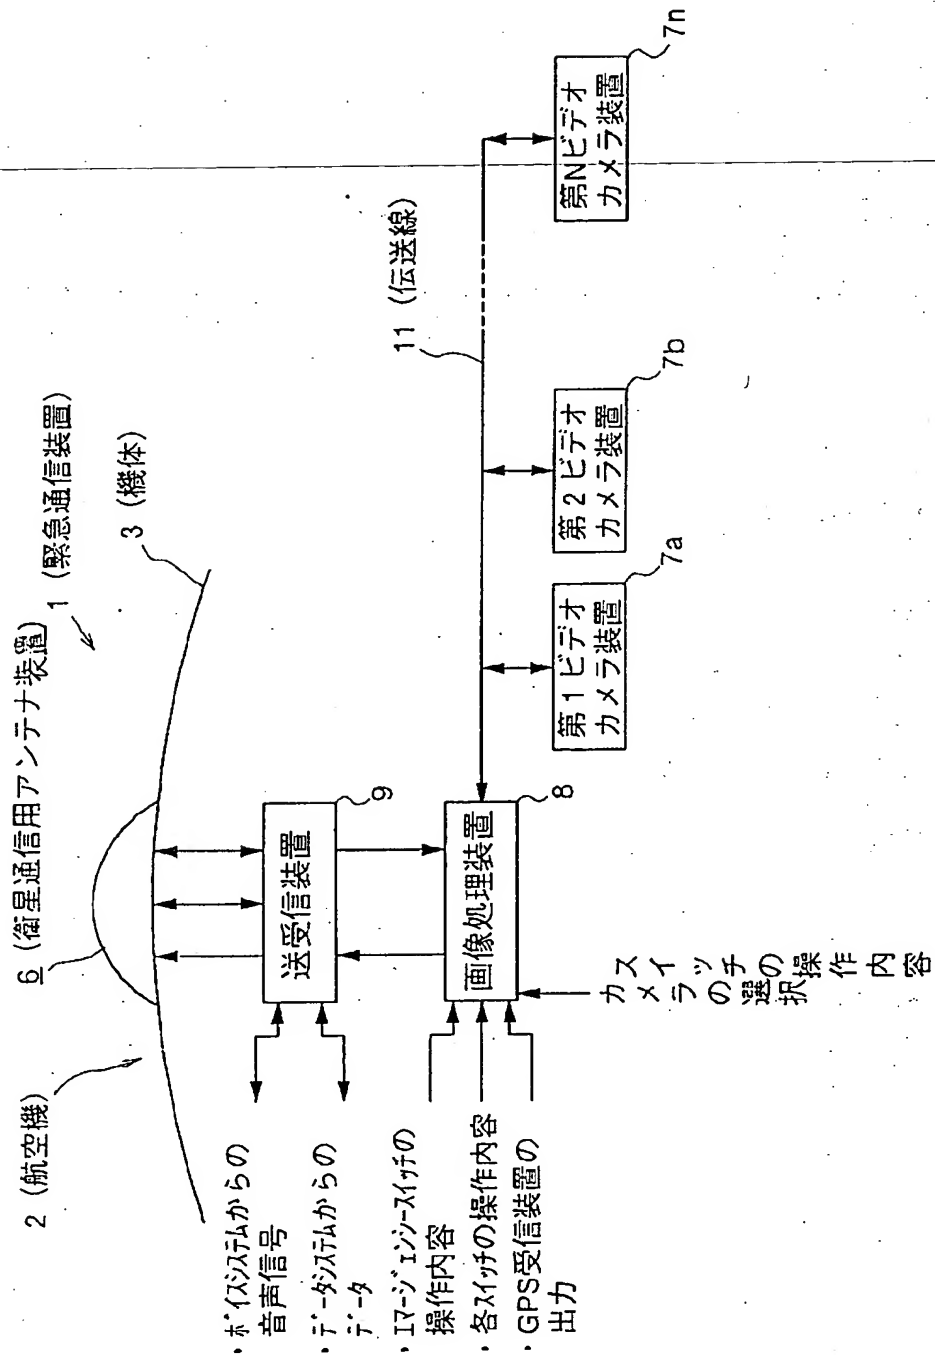 2 (航空機)
6 (衛星通信用アンテナ装置)
1 (緊急通信装置)
3 (機体)
送受信装置
9
画像処理装置
8
11 (伝送線)
第1ビデオ
カメラ装置
7a
第2ビデオ
カメラ装置
7b
第Nビデオ
カメラ装置
7n
・ボイスシステムからの
音声信号
・データシステムからの
データ
・エマージェンシースイッチの
操作内容
・各スイッチの操作内容
・GPS受信装置の
出力
カメラの選択
スイッチの操作内容